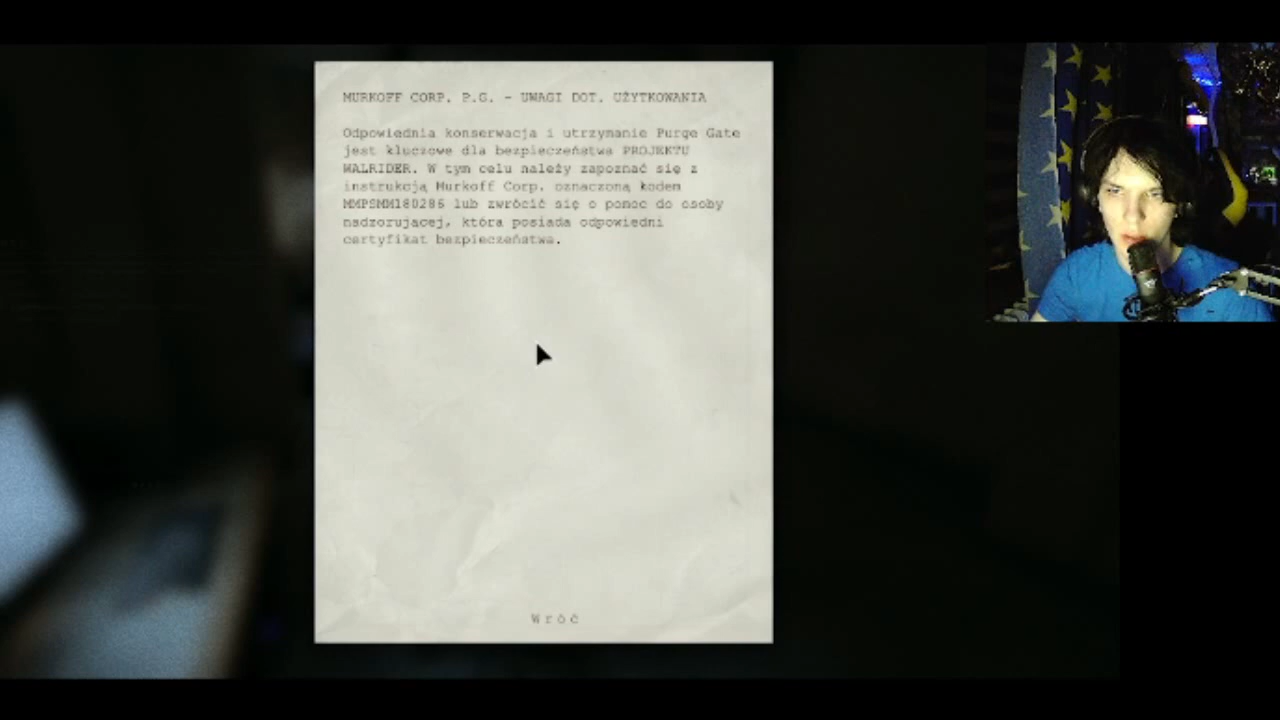 MURKOFF CORP. P.G. - UWAGI DOT. UŻYTKOWANIA
Odpowiednia konserwacja i utrzymanie Purge Gate
jest kluczowe dla bezpieczeństwa PROJEKTU
WALRIDER. W tym celu należy zapoznać się z
instrukcją Murkoff Corp. oznaczoną kodem
MMPSMM180286 lub zwrócić się o pomoc do osoby
nadzorującej, która posiada odpowiedni
certyfikat bezpieczeństwa.
Wróć